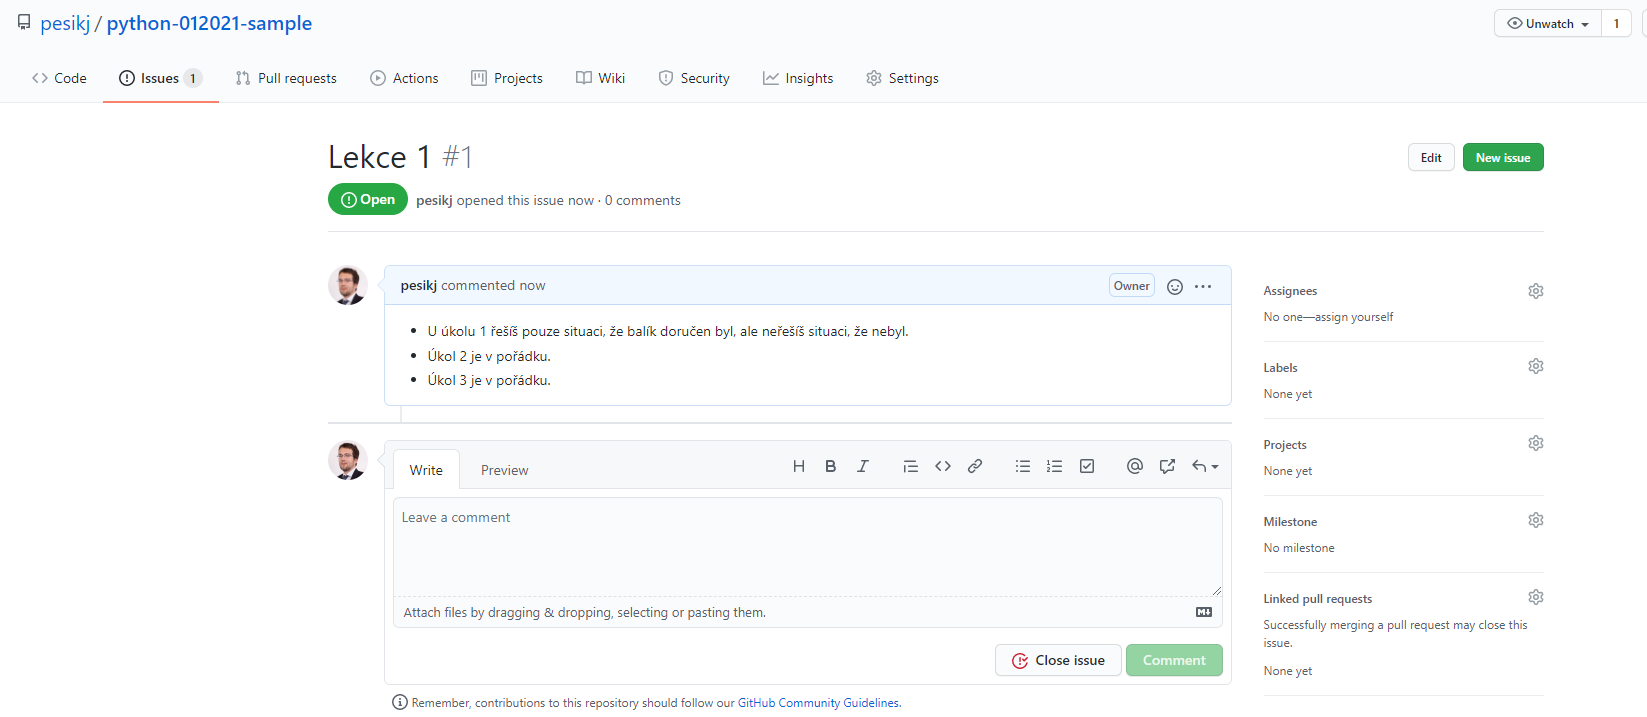 pesikj / python-012021-sample
Unwatch 1
Code Issues 1 Pull requests Actions Projects Wiki Security Insights Settings
Lekce 1 #1
Edit New issue
Open pesikj opened this issue now · 0 comments
pesikj commented now Owner
U úkolu 1 řešíš pouze situaci, že balík doručen byl, ale neřešíš situaci, že nebyl.
Úkol 2 je v pořádku.
Úkol 3 je v pořádku.
Write Preview
Leave a comment
Attach files by dragging & dropping, selecting or pasting them.
Close issue Comment
Remember, contributions to this repository should follow our GitHub Community Guidelines.
Assignees
No one—assign yourself
Labels
None yet
Projects
None yet
Milestone
No milestone
Linked pull requests
Successfully merging a pull request may close this
issue.
None yet